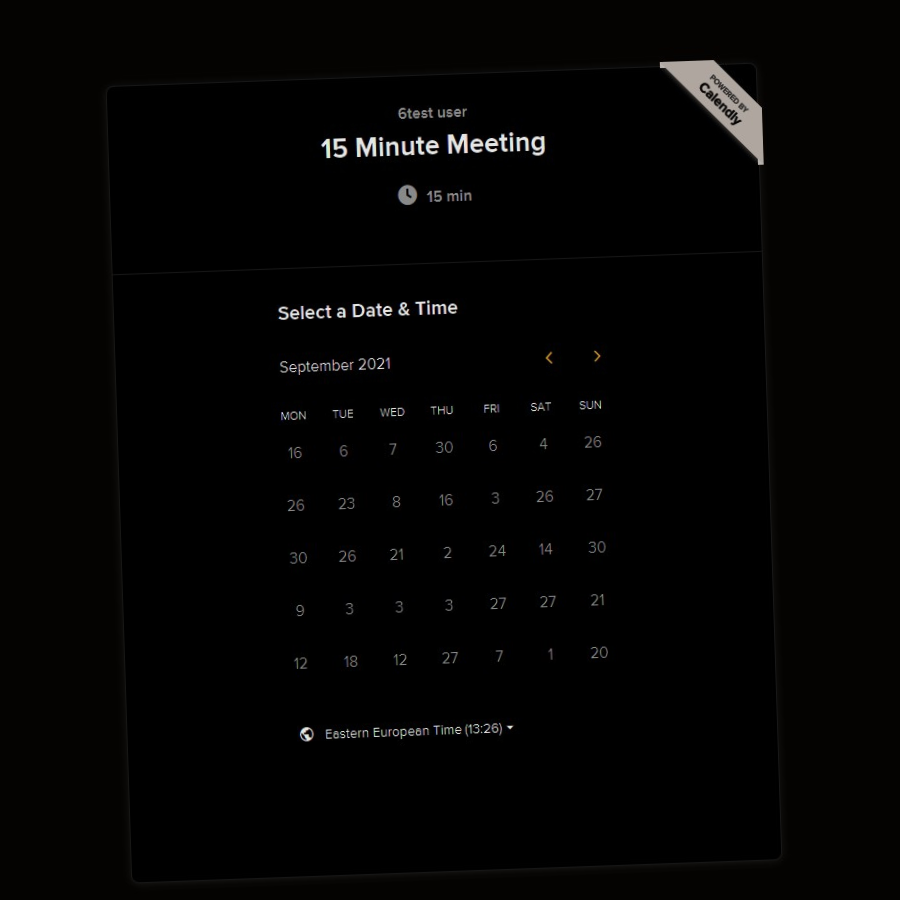 POWERED BY
Calendly
6test user
15 Minute Meeting
15 min
Select a Date & Time
September 2021
MON TUE WED THU FRI SAT SUN
16 6 7 30 6 4 26
26 23 8 16 3 26 27
30 26 21 2 24 14 30
9 3 3 3 27 27 21
12 18 12 27 7 1 20
Eastern European Time (13:26)